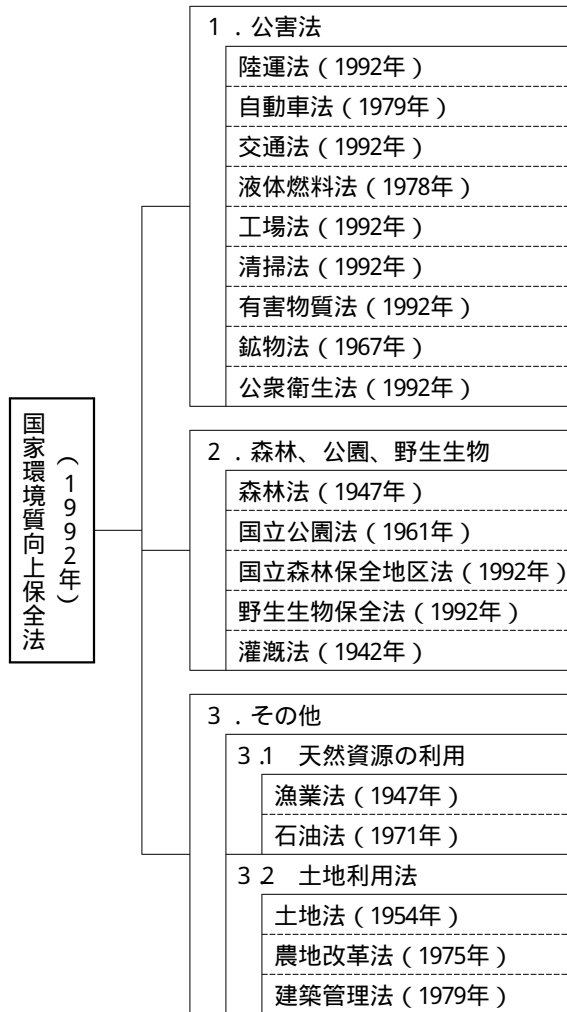 国家環境質向上保全法
（1992年）
1．公害法
陸運法（1992年）
自動車法（1979年）
交通法（1992年）
液体燃料法（1978年）
工場法（1992年）
清掃法（1992年）
有害物質法（1992年）
鉱物法（1967年）
公衆衛生法（1992年）
2．森林、公園、野生生物
森林法（1947年）
国立公園法（1961年）
国立森林保全地区法（1992年）
野生生物保全法（1992年）
灌漑法（1942年）
3．その他
3.1　天然資源の利用
漁業法（1947年）
石油法（1971年）
3.2　土地利用法
土地法（1954年）
農地改革法（1975年）
建築管理法（1979年）